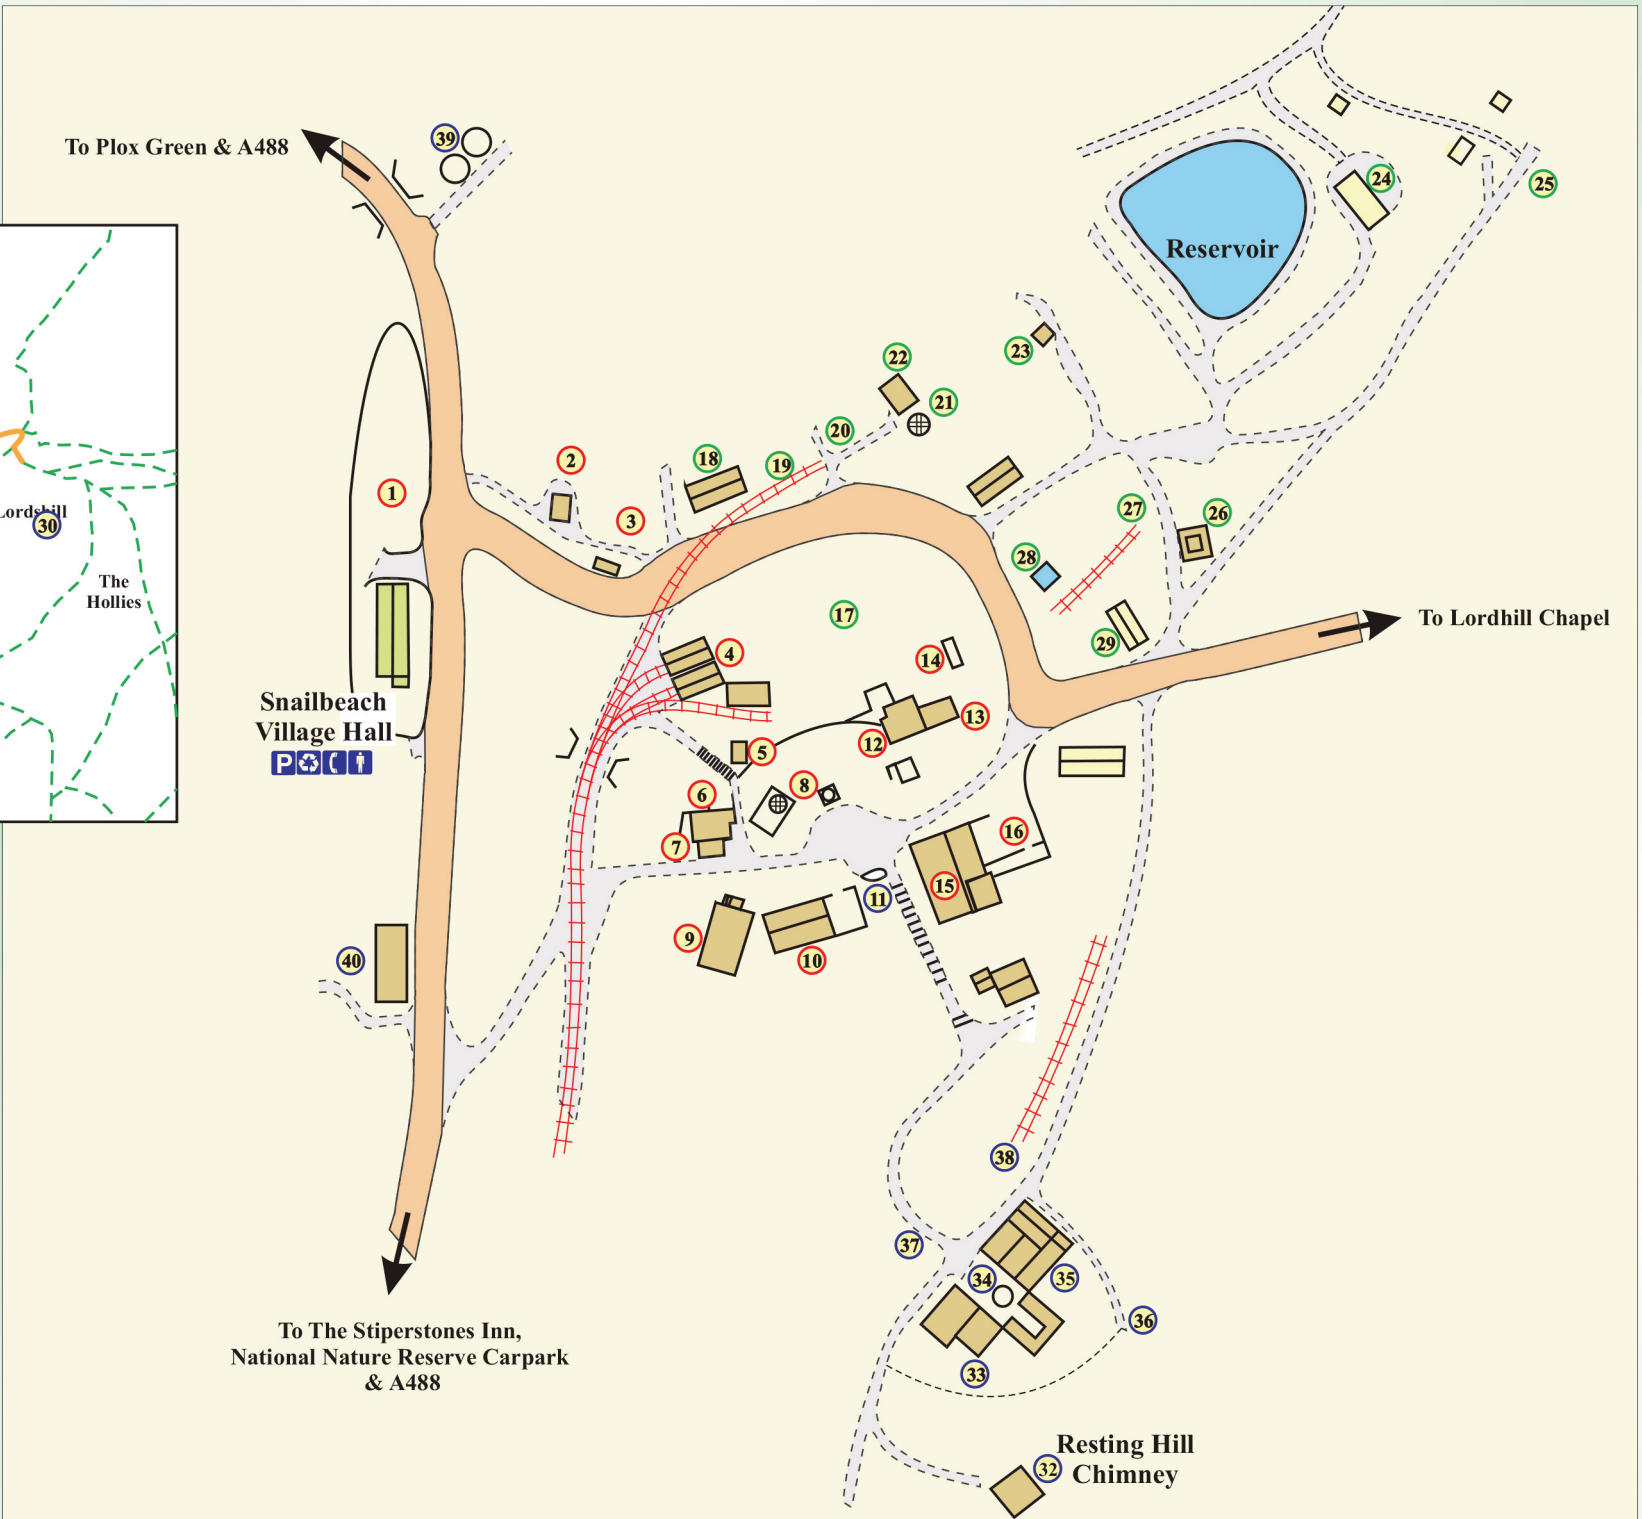 To Plox Green & A488
39
24
25
Reservoir
22
23
21
20
2
18
19
1
3
27
26
Lordshill
30
28
The
Hollies
17
29
To Lordhill Chapel
4
14
Snailbeach
Village Hall
13
5
12
P
6
8
7
16
15
11
9
10
40
38
37
34
35
36
33
To The Stiperstones Inn,
National Nature Reserve Carpark
& A488
Resting Hill
Chimney
32